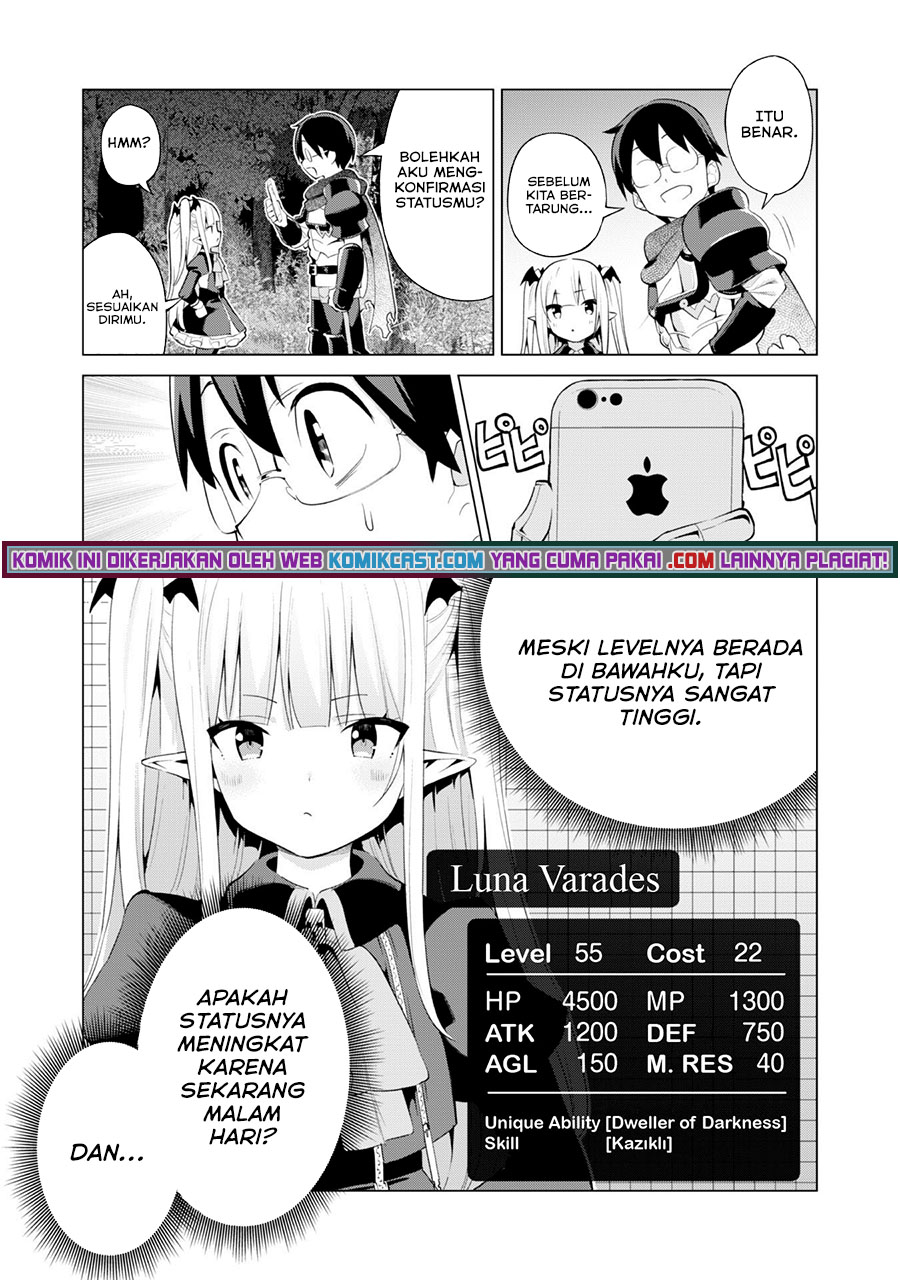 ITU
BENAR.
SEBELUM
KITA BER-
TARUNG...
BOLEHKAH
AKU MENG-
KONFIRMASI
STATUSMU?
HMM?
AH,
SESUAIKAN
DIRIMU.
ピピピピ
KOMIK INI DIKERJAKAN OLEH WEB KOMIKCAST.COM YANG CUMA PAKAI .COM LAINNYA PLAGIAT!
MESKI LEVELNYA BERADA
DI BAWAHKU, TAPI
STATUSNYA SANGAT
TINGGI.
Luna Varades
Level 55 Cost 22
HP 4500 MP 1300
ATK 1200 DEF 750
AGL 150 M. RES 40
Unique Ability [Dweller of Darkness]
Skill [Kazıklı]
APAKAH
STATUSNYA
MENINGKAT
KARENA
SEKARANG
MALAM
HARI?
DAN...